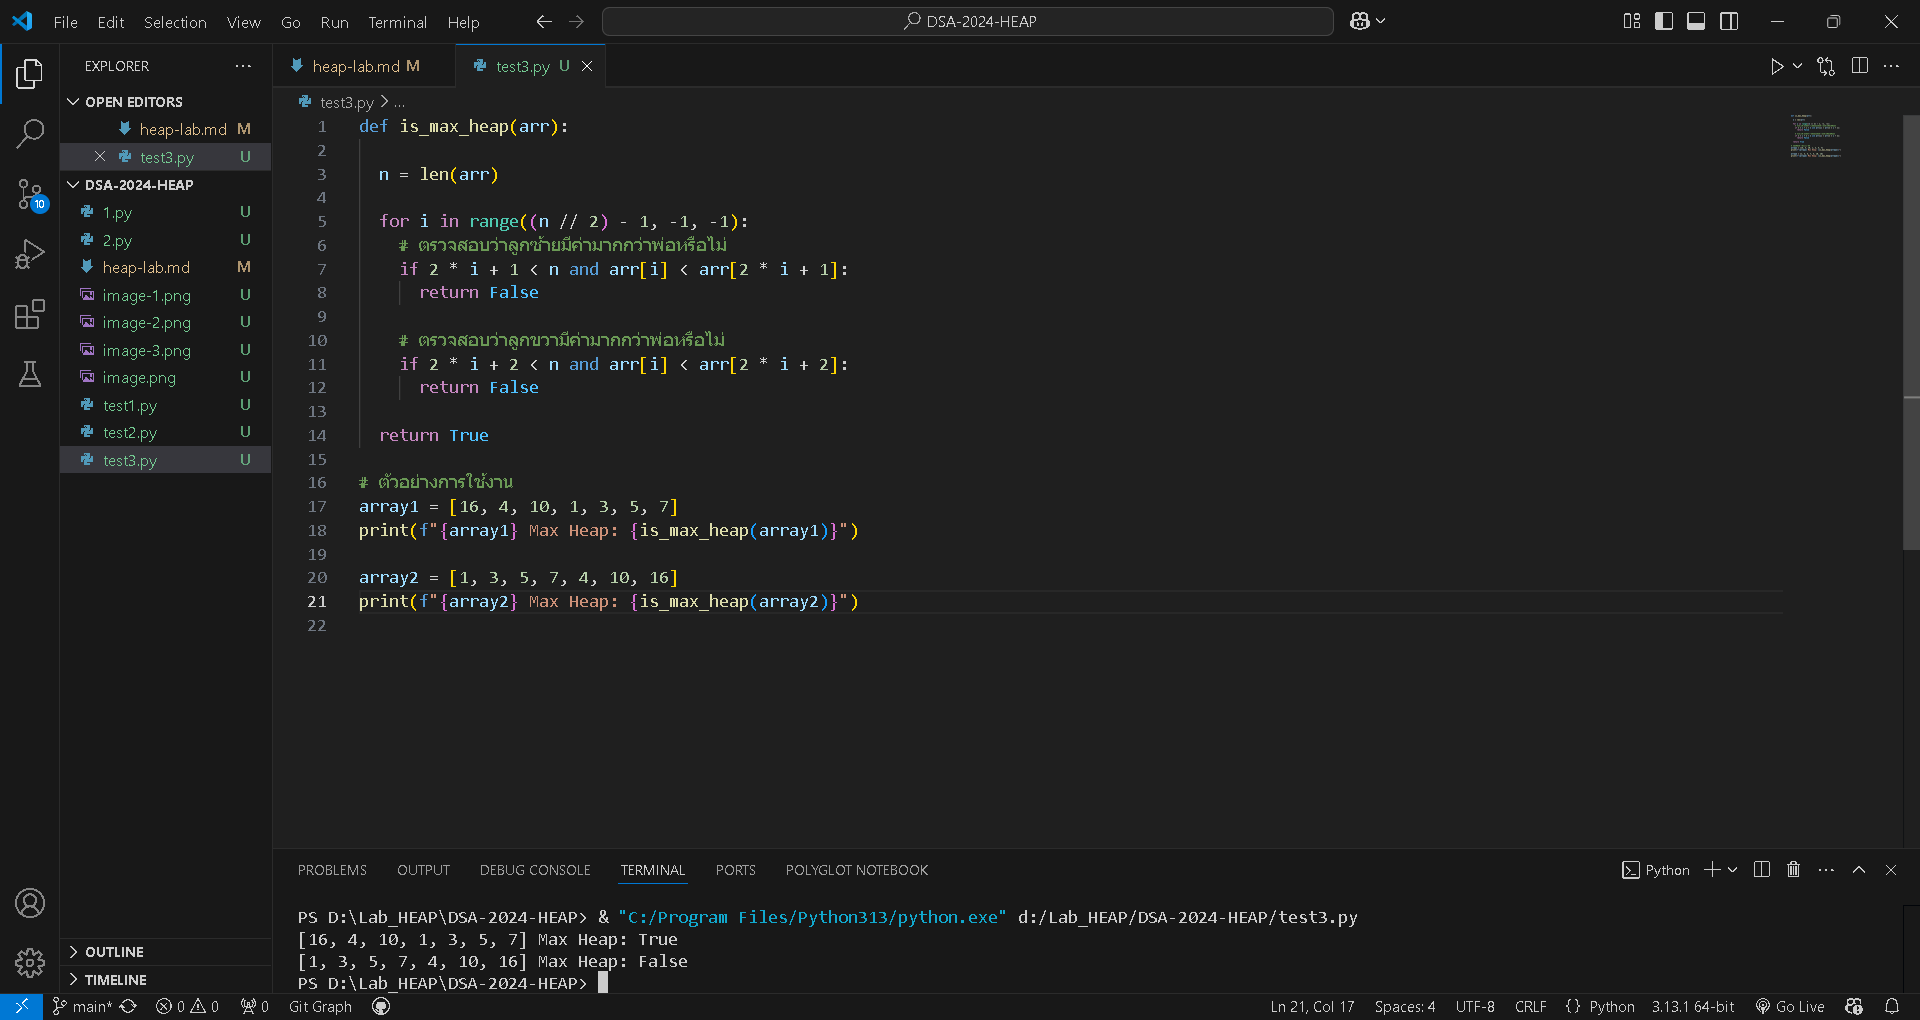 File Edit Selection View Go Run Terminal Help
DSA-2024-HEAP
EXPLORER
OPEN EDITORS
heap-lab.md M
test3.py U
DSA-2024-HEAP
1.py U
2.py U
heap-lab.md M
image-1.png U
image-2.png U
image-3.png U
image.png U
test1.py U
test2.py U
test3.py U
OUTLINE
TIMELINE
10
heap-lab.md M
test3.py U
test3.py > ...
1 def is_max_heap(arr):
2
3 n = len(arr)
4
5 for i in range((n // 2) - 1, -1, -1):
6 # ตรวจสอบว่าลูกซ้ายมีค่ามากกว่าพ่อหรือไม่
7 if 2 * i + 1 < n and arr[i] < arr[2 * i + 1]:
8 return False
9
10 # ตรวจสอบว่าลูกขวามีค่ามากกว่าพ่อหรือไม่
11 if 2 * i + 2 < n and arr[i] < arr[2 * i + 2]:
12 return False
13
14 return True
15
16 # ตัวอย่างการใช้งาน
17 array1 = [16, 4, 10, 1, 3, 5, 7]
18 print(f"{array1} Max Heap: {is_max_heap(array1)}")
19
20 array2 = [1, 3, 5, 7, 4, 10, 16]
21 print(f"{array2} Max Heap: {is_max_heap(array2)}")
22
PROBLEMS OUTPUT DEBUG CONSOLE TERMINAL PORTS POLYGLOT NOTEBOOK
Python
PS D:\Lab_HEAP\DSA-2024-HEAP> & "C:/Program Files/Python313/python.exe" d:/Lab_HEAP/DSA-2024-HEAP/test3.py
[16, 4, 10, 1, 3, 5, 7] Max Heap: True
[1, 3, 5, 7, 4, 10, 16] Max Heap: False
PS D:\Lab_HEAP\DSA-2024-HEAP>
main* 0 0 0 Git Graph
Ln 21, Col 17 Spaces: 4 UTF-8 CRLF {} Python 3.13.1 64-bit Go Live